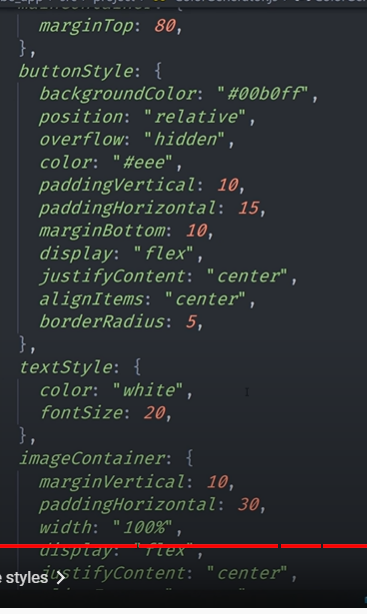 marginTop: 80,
},
buttonStyle: {
backgroundColor: "#00b0ff",
position: "relative",
overflow: "hidden",
color: "#eee",
paddingVertical: 10,
paddingHorizontal: 15,
marginBottom: 10,
display: "flex",
justifyContent: "center",
alignItems: "center",
borderRadius: 5,
},
textStyle: {
color: "white",
fontSize: 20,
},
imageContainer: {
marginVertical: 10,
paddingHorizontal: 30,
width: "100%",
display: "flex",
styles >
justifyContent: "center",